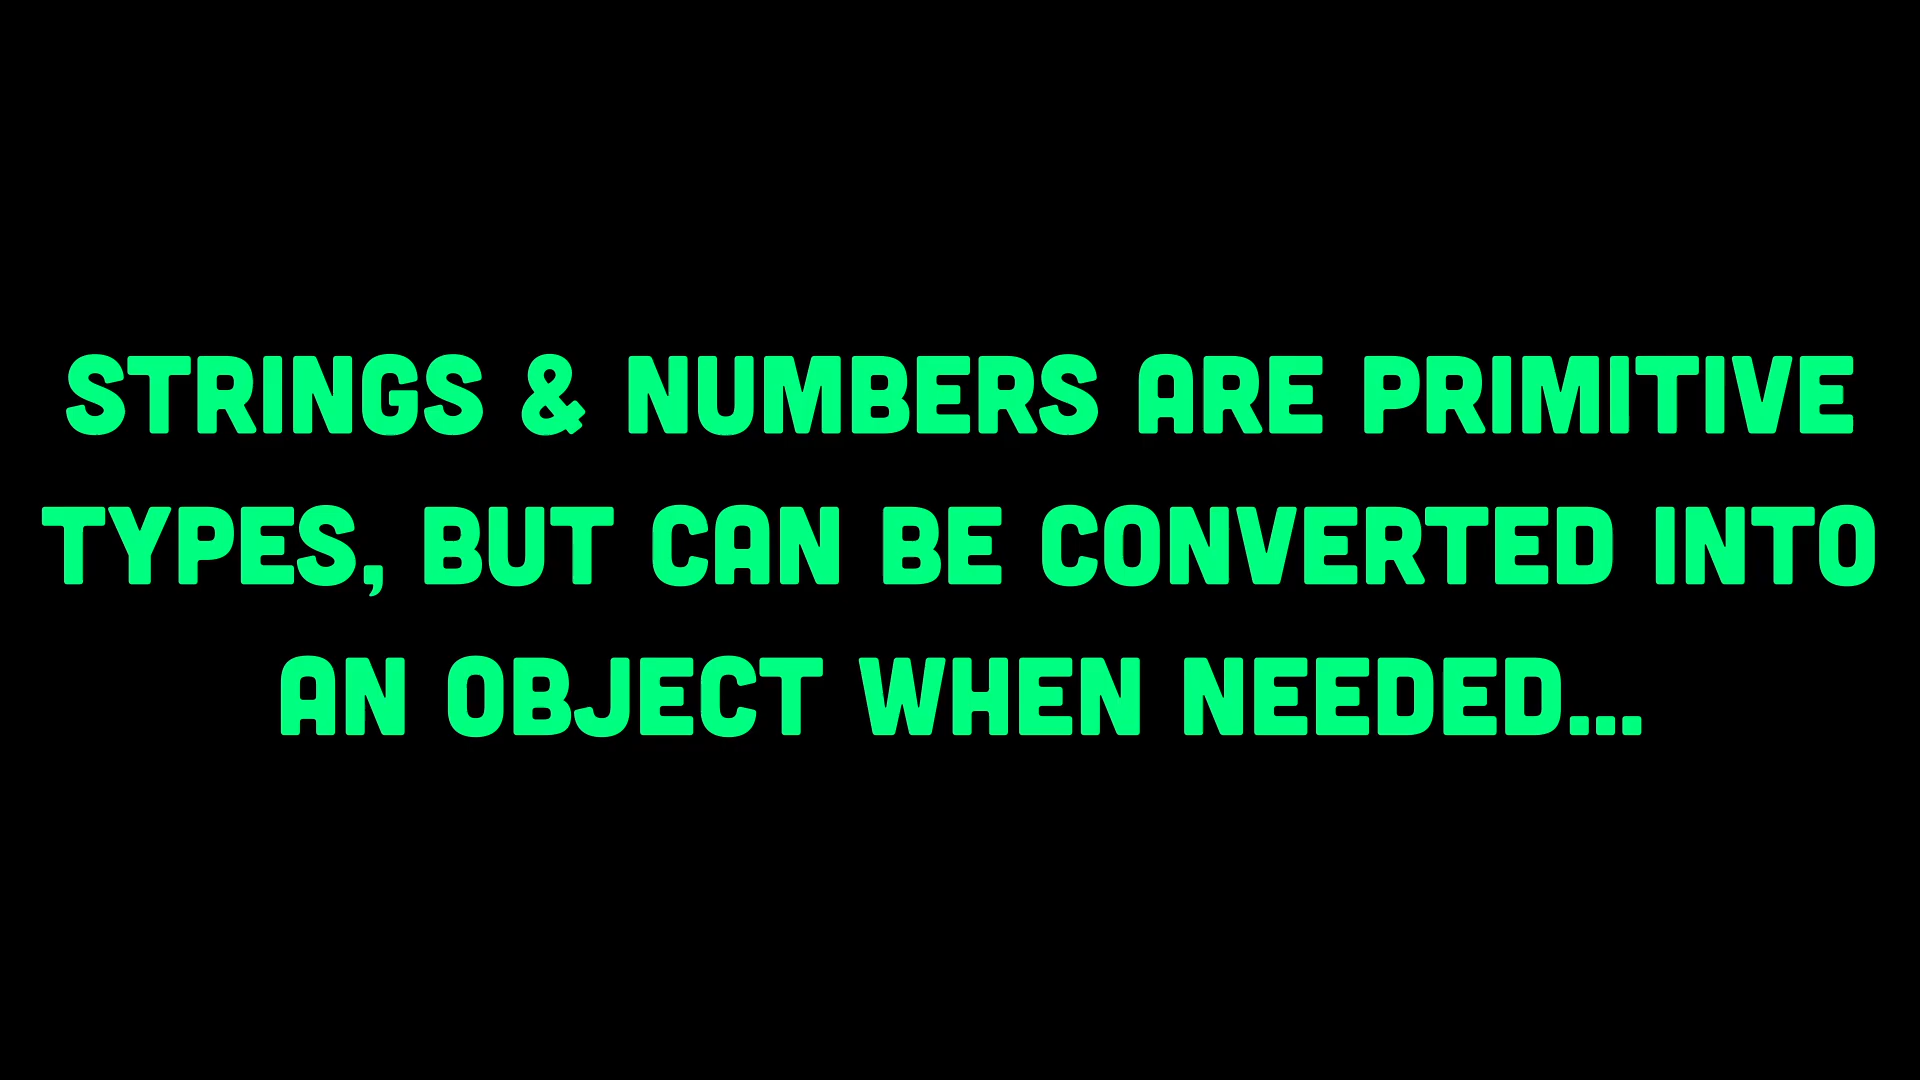 STRINGS & NUMBERS ARE PRIMITIVE
TYPES, BUT CAN BE CONVERTED INTO
AN OBJECT WHEN NEEDED...